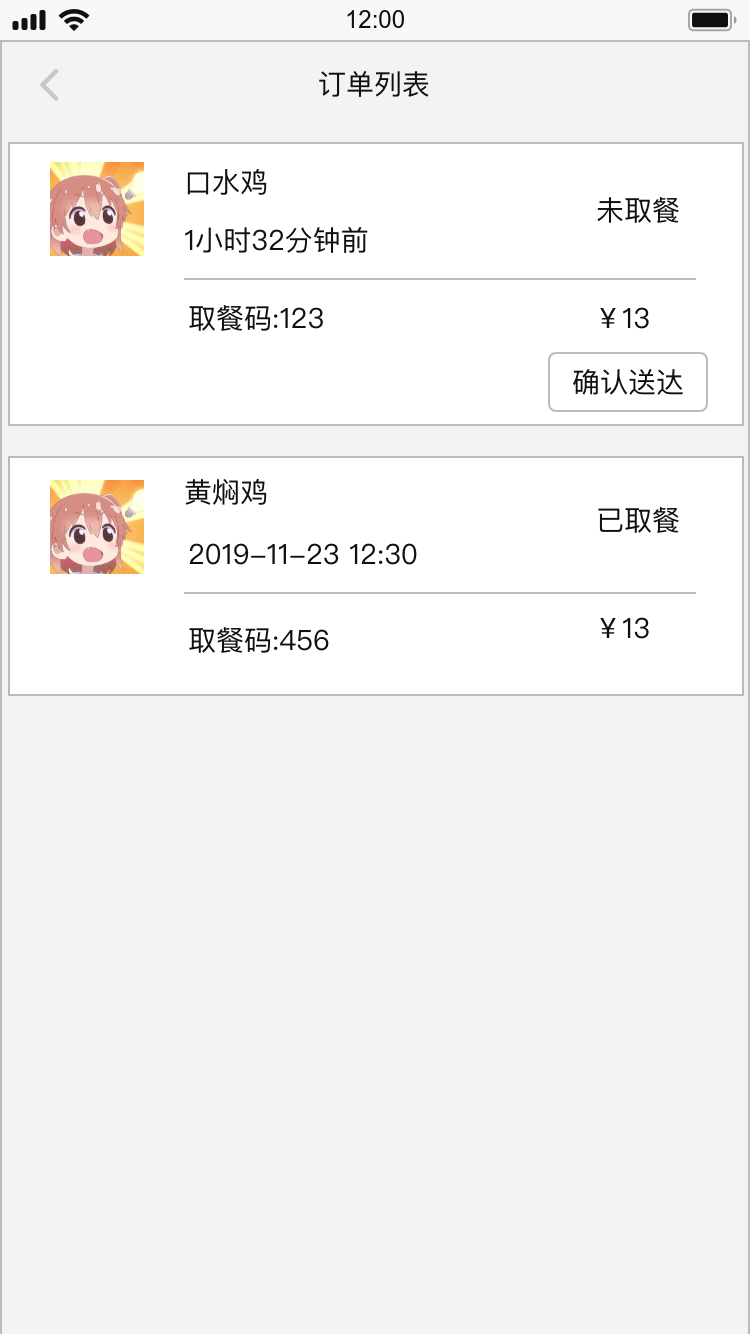 12:00
订单列表
口水鸡
未取餐
1小时32分钟前
取餐码:123
¥13
确认送达
黄焖鸡
已取餐
2019–11–23 12:30
¥13
取餐码:456